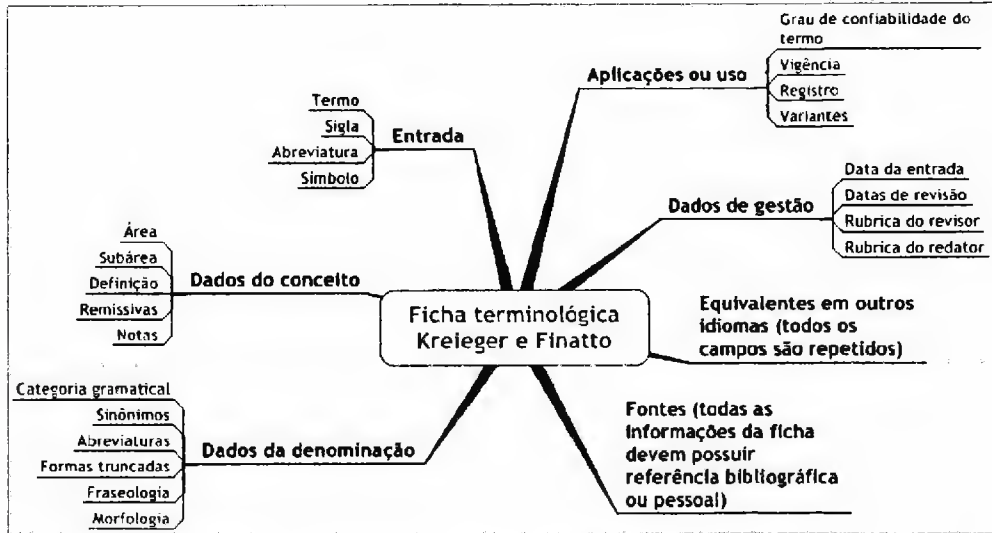 Ficha terminológica
Kreieger e Finatto
Entrada
Termo
Sigla
Abreviatura
Símbolo
Dados do conceito
Área
Subárea
Definição
Remissivas
Notas
Dados da denominação
Categoria gramatical
Sinônimos
Abreviaturas
Formas truncadas
Fraseologia
Morfologia
Aplicações ou uso
Grau de confiabilidade do
termo
Vigência
Registro
Variantes
Dados de gestão
Data da entrada
Datas de revisão
Rubrica do revisor
Rubrica do redator
Equivalentes em outros
idiomas (todos os
campos são repetidos)
Fontes (todas as
informações da ficha
devem possuir
referência bibliográfica
ou pessoal)